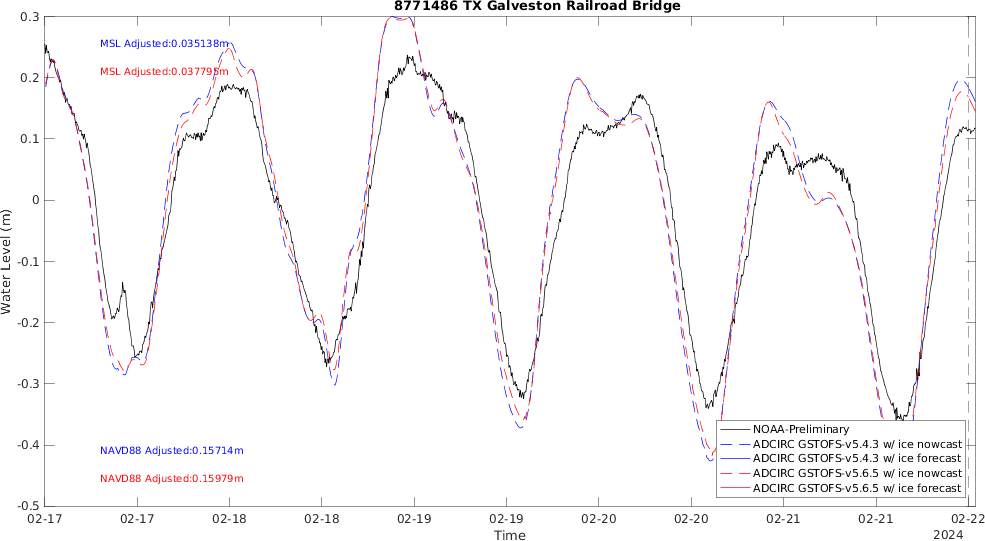 8771486 TX Galveston Railroad Bridge
0.3
MSL Adjusted:0.035138m
MSL Adjusted:0.037795m
0.2
0.1
0
-0.1
-0.2
-0.3
-0.4
-0.5
Water Level (m)
NAVD88 Adjusted:0.15714m
NAVD88 Adjusted:0.15979m
NOAA-Preliminary
ADCIRC GSTOFS-v5.4.3 w/ ice nowcast
ADCIRC GSTOFS-v5.4.3 w/ ice forecast
ADCIRC GSTOFS-v5.6.5 w/ ice nowcast
ADCIRC GSTOFS-v5.6.5 w/ ice forecast
02-17 02-17 02-18 02-18 02-19 02-19 02-20 02-20 02-21 02-21 02-22
Time
2024